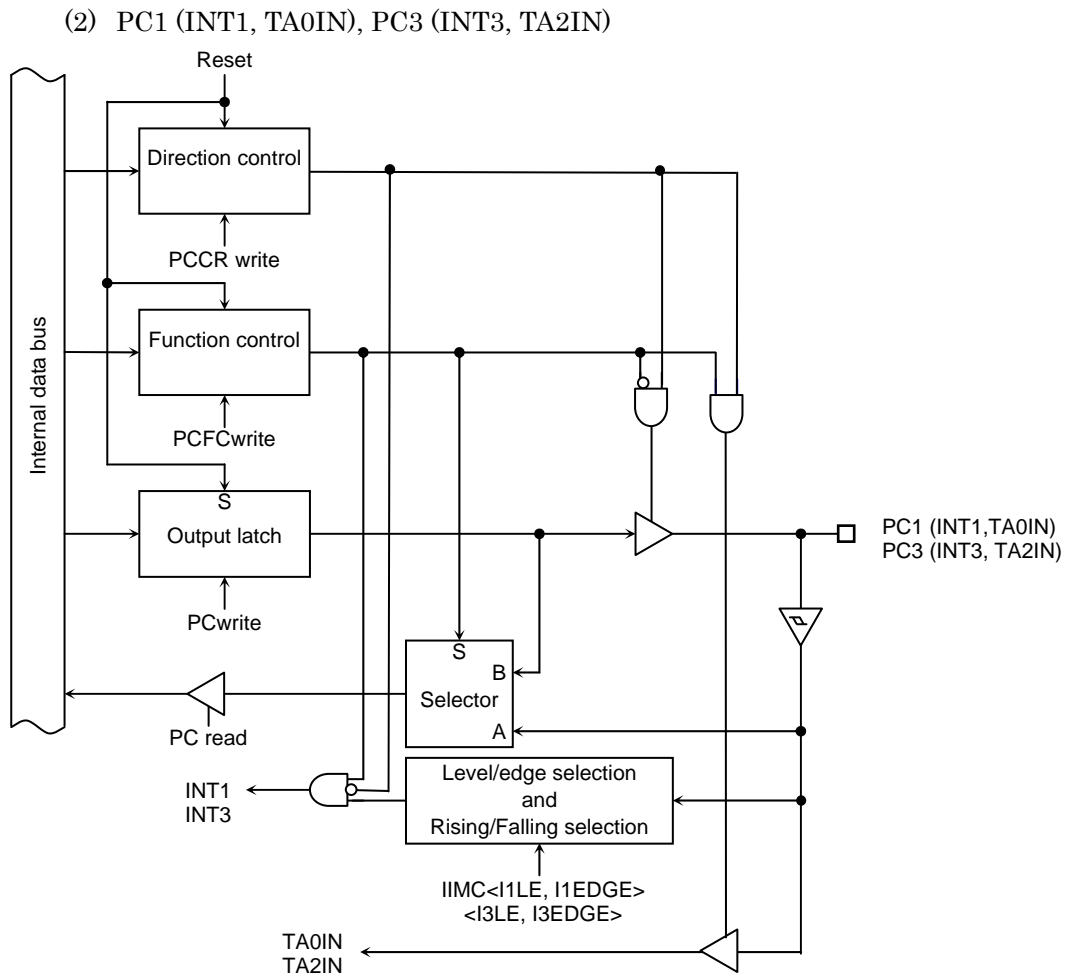 (2) PC1 (INT1, TA0IN), PC3 (INT3, TA2IN)
Reset
Direction control
PCCR write
Internal data bus
Function control
PCFCwrite
S
Output latch
PCwrite
PC1 (INT1,TA0IN)
PC3 (INT3, TA2IN)
S
B
Selector
A
PC read
Level/edge selection
and
Rising/Falling selection
INT1
INT3
IIMC<I1LE, I1EDGE>
<I3LE, I3EDGE>
TA0IN
TA2IN